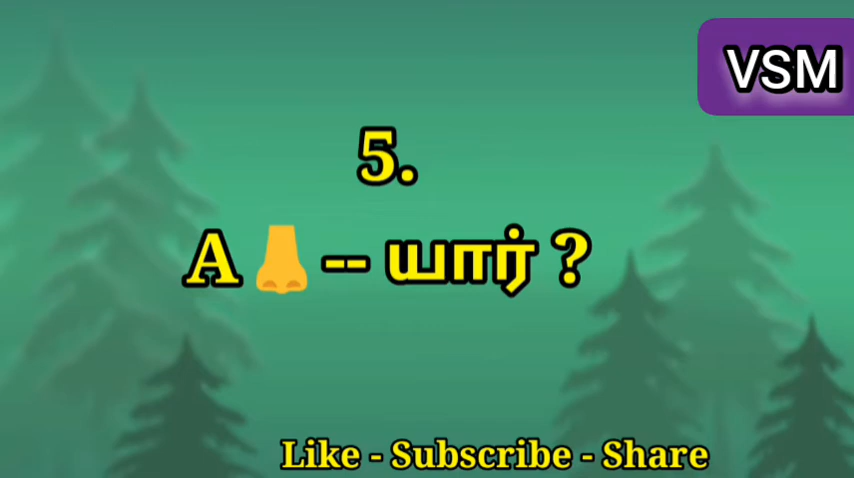 VSM
5.
A👃-- யார் ?
Like - Subscribe - Share